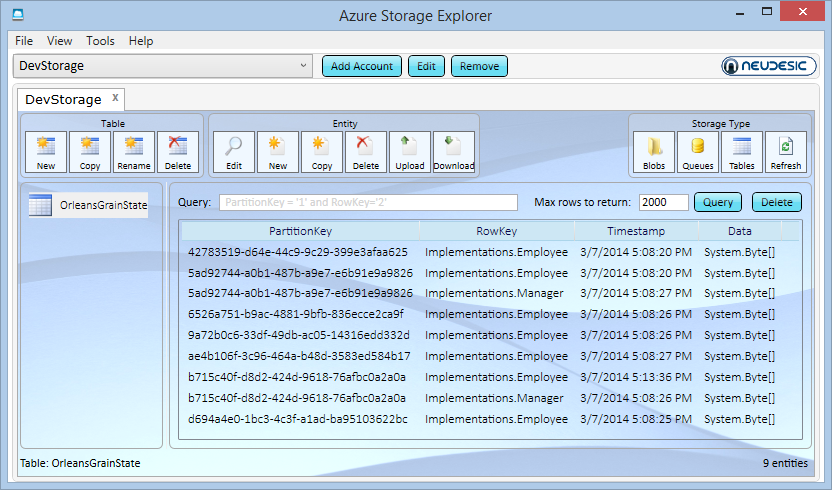 Azure Storage Explorer
File View Tools Help
DevStorage Add Account Edit Remove NEUDESIC
DevStorage X
Table Entity Storage Type
New Copy Rename Delete Edit New Copy Delete Upload Download Blobs Queues Tables Refresh
OrleansGrainState
Query: PartitionKey = '1' and RowKey='2' Max rows to return: 2000 Query Delete
PartitionKey RowKey Timestamp Data
42783519-d64e-44c9-9c29-399e3afaa625 Implementations.Employee 3/7/2014 5:08:20 PM System.Byte[]
5ad92744-a0b1-487b-a9e7-e6b91e9a9826 Implementations.Employee 3/7/2014 5:08:20 PM System.Byte[]
5ad92744-a0b1-487b-a9e7-e6b91e9a9826 Implementations.Manager 3/7/2014 5:08:27 PM System.Byte[]
6526a751-b9ac-4881-9bfb-836ecce2ca9f Implementations.Employee 3/7/2014 5:08:26 PM System.Byte[]
9a72b0c6-33df-49db-ac05-14316edd332d Implementations.Employee 3/7/2014 5:08:26 PM System.Byte[]
ae4b106f-3c96-464a-b48d-3583ed584b17 Implementations.Employee 3/7/2014 5:08:27 PM System.Byte[]
b715c40f-d8d2-424d-9618-76afbc0a2a0a Implementations.Employee 3/7/2014 5:13:36 PM System.Byte[]
b715c40f-d8d2-424d-9618-76afbc0a2a0a Implementations.Manager 3/7/2014 5:08:26 PM System.Byte[]
d694a4e0-1bc3-4c3f-a1ad-ba95103622bc Implementations.Employee 3/7/2014 5:08:25 PM System.Byte[]
Table: OrleansGrainState 9 entities